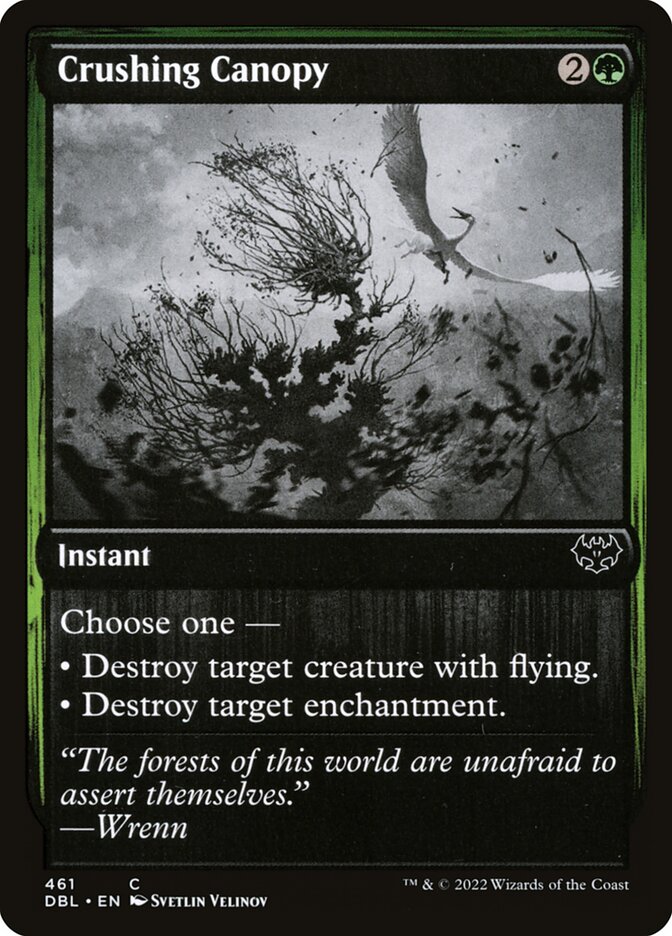 Crushing Canopy 2
Instant
Choose one —
• Destroy target creature with flying.
• Destroy target enchantment.
“The forests of this world are unafraid to
assert themselves.”
—Wrenn
461 C
DBL • EN Svetlin Velinov
™ & © 2022 Wizards of the Coast